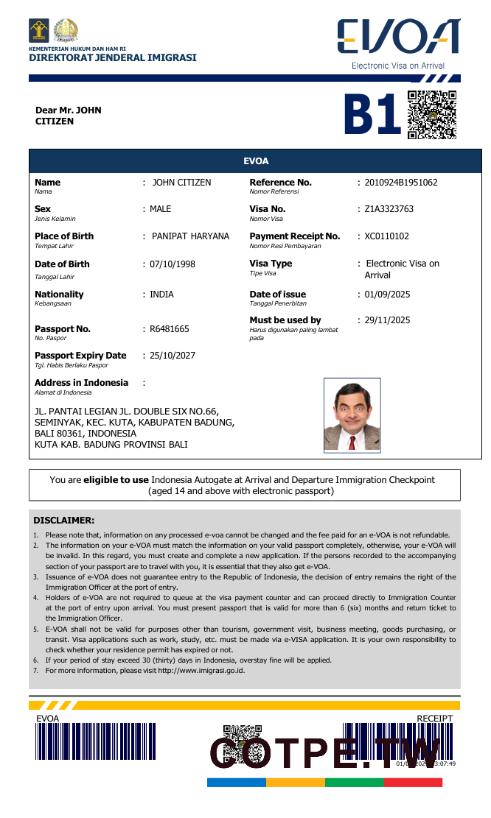 KEMENTERIAN HUKUM DAN HAM RI
DIREKTORAT JENDERAL IMIGRASI
EVOA
Electronic Visa on Arrival
Dear Mr. JOHN
CITIZEN
B1
EVOA
Name : JOHN CITIZEN
Nama
Reference No. : 2010924B1951062
Nomor Referensi
Sex : MALE
Jenis Kelamin
Visa No. : Z1A3323763
Nomor Visa
Place of Birth : PANIPAT HARYANA
Tempat Lahir
Payment Receipt No. : XC0110102
Nomor Resi Pembayaran
Date of Birth : 07/10/1998
Tanggal Lahir
Visa Type : Electronic Visa on
Tipe Visa Arrival
Nationality : INDIA
Kebangsaan
Date of issue : 01/09/2025
Tanggal Penerbitan
Passport No. : R6481665
No. Paspor
Must be used by : 29/11/2025
Harus digunakan paling lambat
pada
Passport Expiry Date : 25/10/2027
Tgl. Habis Berlaku Paspor
Address in Indonesia :
Alamat di Indonesia
JL. PANTAI LEGIAN JL. DOUBLE SIX NO.66,
SEMINYAK, KEC. KUTA, KABUPATEN BADUNG,
BALI 80361, INDONESIA
KUTA KAB. BADUNG PROVINSI BALI
You are eligible to use Indonesia Autogate at Arrival and Departure Immigration Checkpoint
(aged 14 and above with electronic passport)
DISCLAIMER:
1. Please note that, information on any processed e-voa cannot be changed and the fee paid for an e-VOA is not refundable.
2. The information on your e-VOA must match the information on your valid passport completely, otherwise, your e-VOA will
be invalid. In this regard, you must create and complete a new application. If the persons recorded to the accompanying
section of your passport are to travel with you, it is essential that they also get e-VOA.
3. Issuance of e-VOA does not guarantee entry to the Republic of Indonesia, the decision of entry remains the right of the
Immigration Officer at the port of entry.
4. Holders of e-VOA are not required to queue at the visa payment counter and can proceed directly to Immigration Counter
at the port of entry upon arrival. You must present passport that is valid for more than 6 (six) months and return ticket to
the Immigration Officer.
5. E-VOA shall not be valid for purposes other than tourism, government visit, business meeting, goods purchasing, or
transit. Visa applications such as work, study, etc. must be made via e-VISA application. It is your own responsibility to
check whether your residence permit has expired or not.
6. If your period of stay exceed 30 (thirty) days in Indonesia, overstay fine will be applied.
7. For more information, please visit http://www.imigrasi.go.id.
EVOA
RECEIPT
COTPE.TW